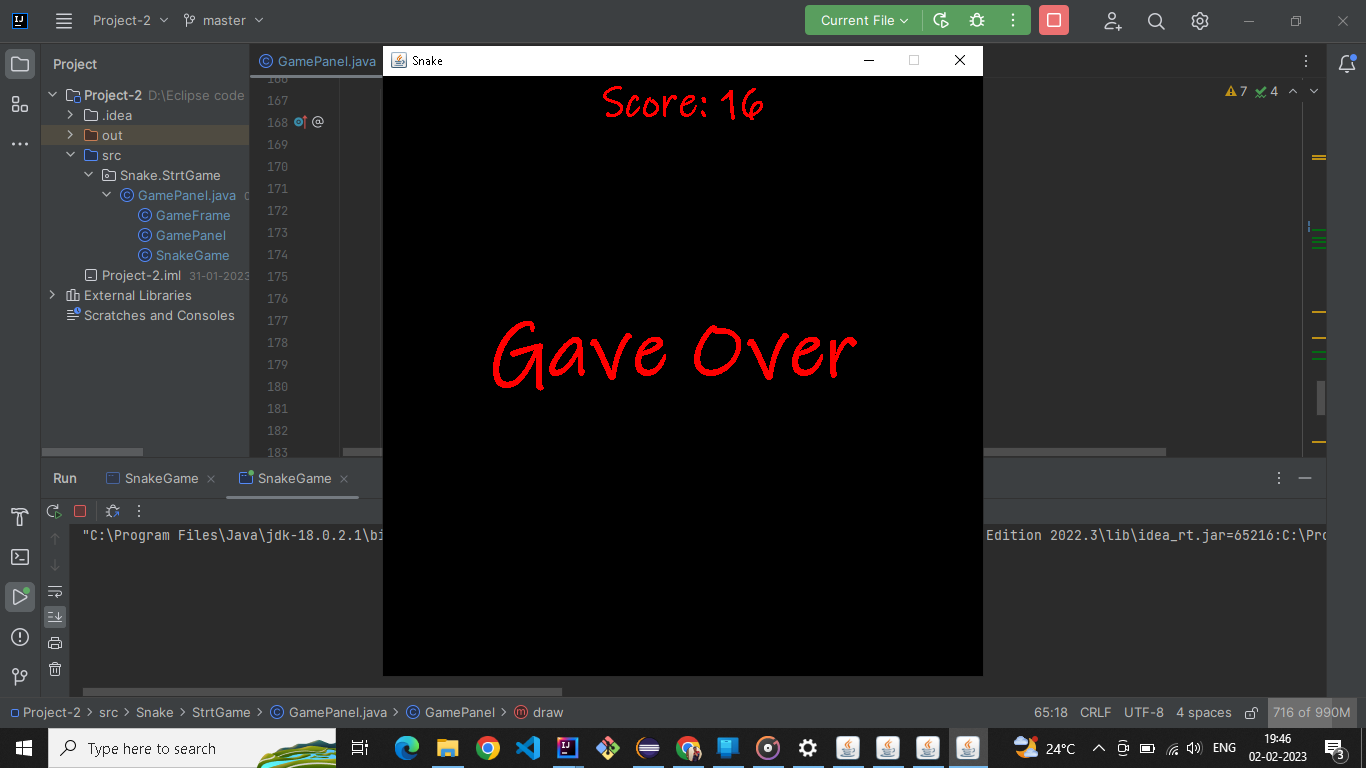 Project-2
master
Current File
Project
GamePanel.java
Snake
Project-2 D:\Eclipse code
.idea
out
src
Snake.StrtGame
GamePanel.java
GameFrame
GamePanel
SnakeGame
Project-2.iml 31-01-2023
External Libraries
Scratches and Consoles
166
167
168
169
170
171
172
173
174
175
176
177
178
179
180
181
182
183
7 4
Score: 16
Gave Over
Run SnakeGame SnakeGame
"C:\Program Files\Java\jdk-18.0.2.1\bi
Edition 2022.3\lib\idea_rt.jar=65216:C:\Pro
Project-2 > src > Snake > StrtGame > GamePanel.java > GamePanel > draw
65:18 CRLF UTF-8 4 spaces 716 of 990M
Type here to search
24°C ENG
19:46
02-02-2023
3